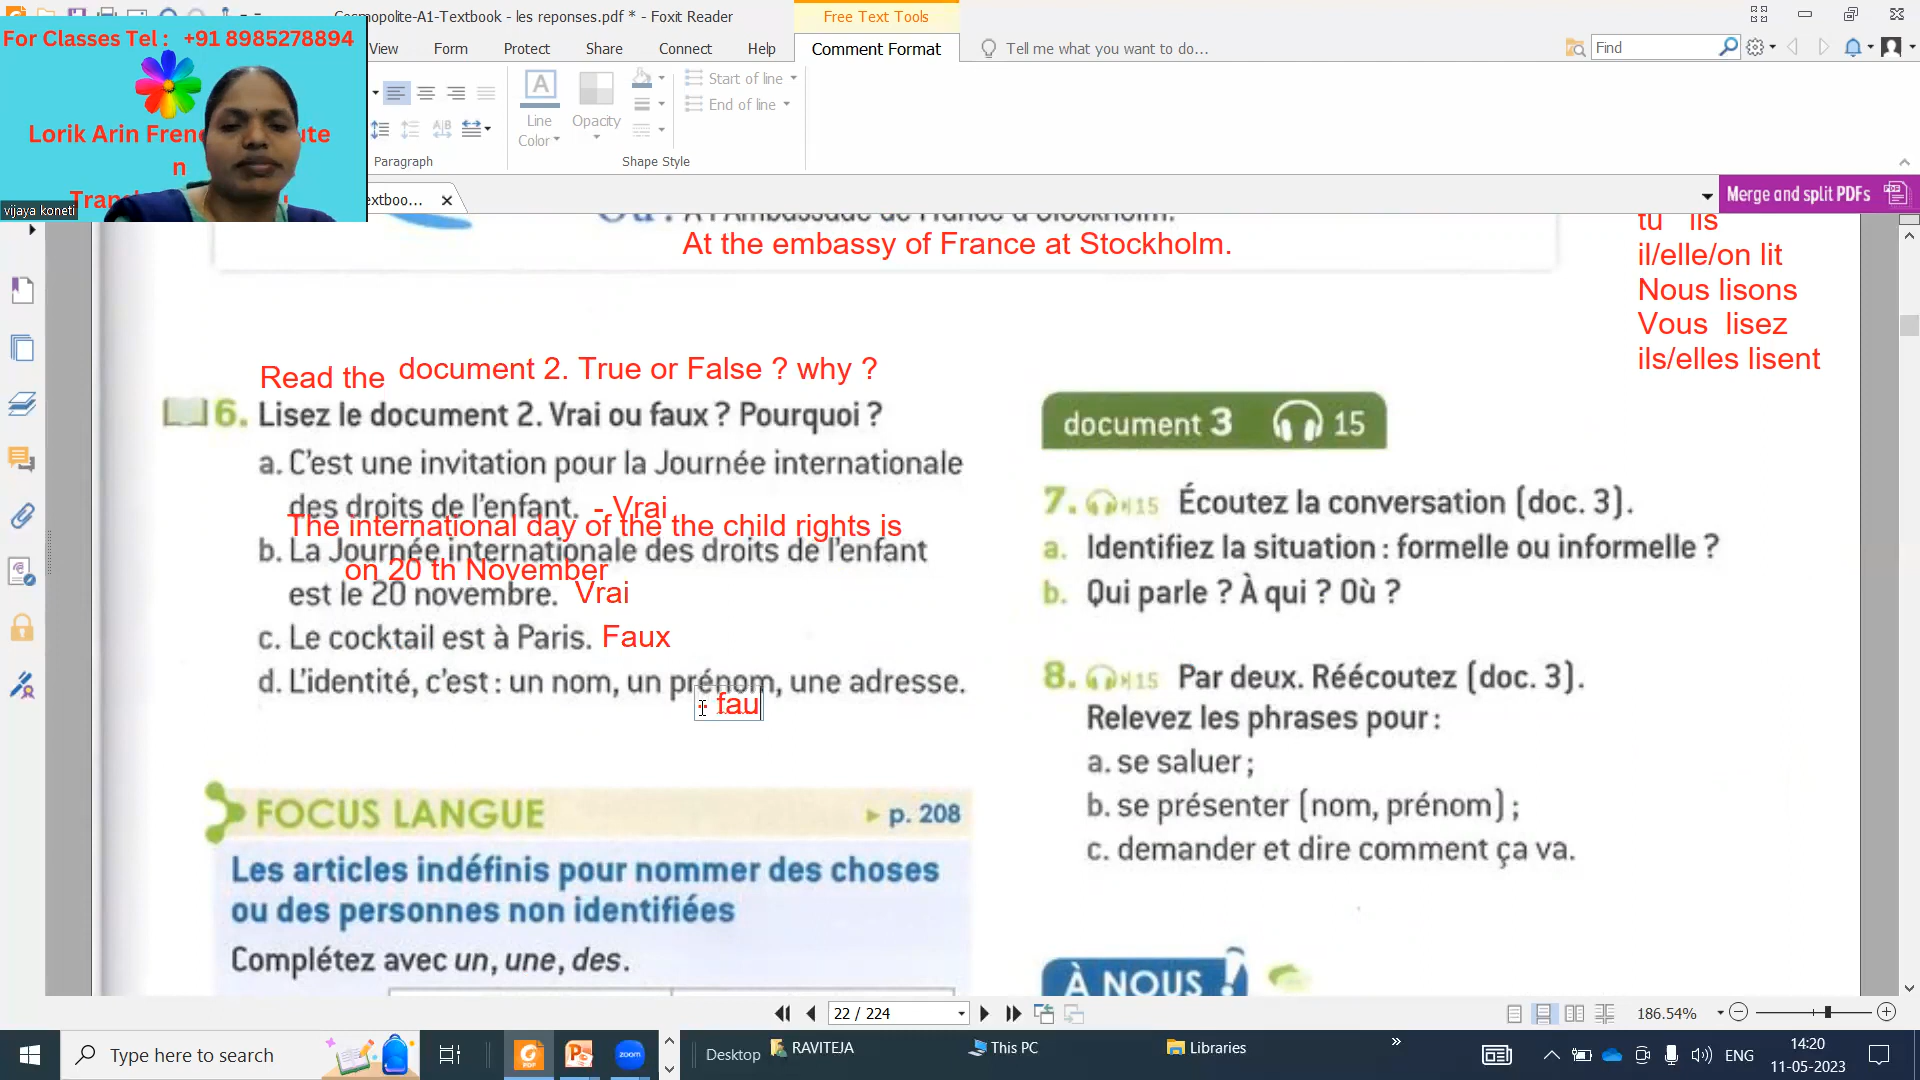 Cosmopolite-A1-Textbook - les reponses.pdf * - Foxit Reader
Free Text Tools
For Classes Tel : +91 8985278894
View Form Protect Share Connect Help Comment Format Tell me what you want to do... Find
Start of line
End of line
Line Color
Opacity
Paragraph
Shape Style
Lorik Arin
n
vijaya koneti
Merge and split PDFs
Où : À l'Ambassade de France à Stockholm.
At the embassy of France at Stockholm.
tu lis
il/elle/on lit
Nous lisons
Vous lisez
ils/elles lisent
Read the document 2. True or False ? why ?
6. Lisez le document 2. Vrai ou faux ? Pourquoi ?
a. C'est une invitation pour la Journée internationale
des droits de l'enfant. - Vrai
The international day of the the child rights is
b. La Journée internationale des droits de l'enfant
on 20 th November
est le 20 novembre. Vrai
c. Le cocktail est à Paris. Faux
d. L'identité, c'est : un nom, un prénom, une adresse.
- fau
FOCUS LANGUE
► p. 208
Les articles indéfinis pour nommer des choses
ou des personnes non identifiées
Complétez avec un, une, des.
document 3 15
7. 15 Écoutez la conversation (doc. 3).
a. Identifiez la situation : formelle ou informelle ?
b. Qui parle ? À qui ? Où ?
8. 15 Par deux. Réécoutez (doc. 3).
Relevez les phrases pour :
a. se saluer ;
b. se présenter (nom, prénom) ;
c. demander et dire comment ça va.
À NOUS !
22 / 224
186.54%
Type here to search
zoom
Desktop
RAVITEJA
This PC
Libraries
»
ENG
14:20
11-05-2023